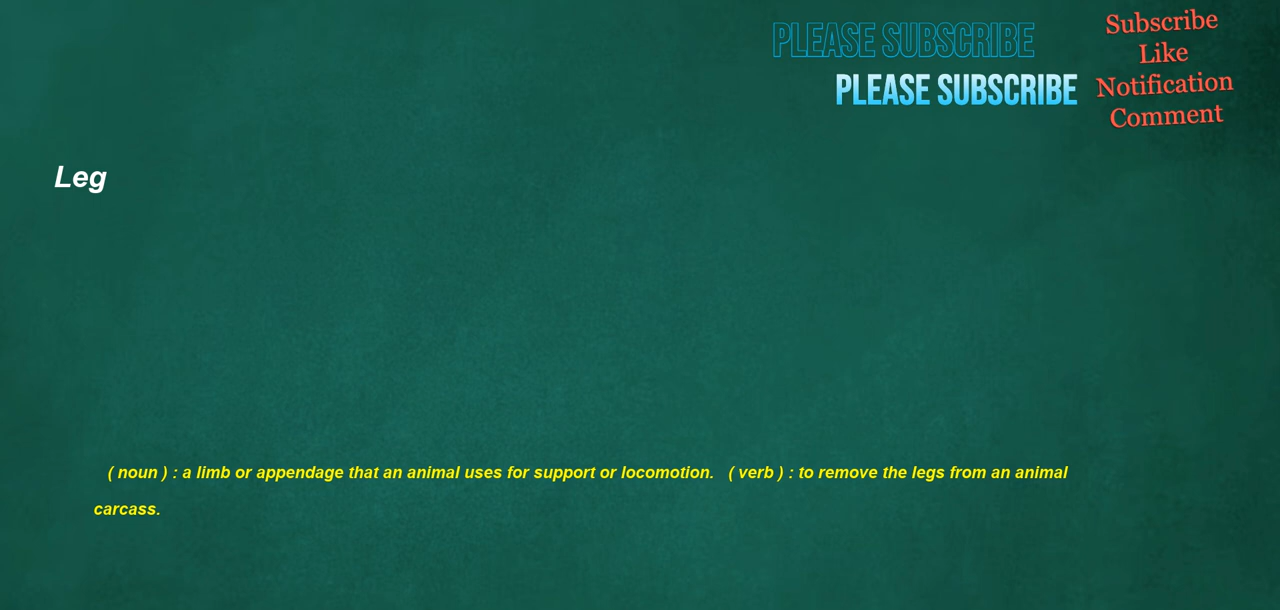 PLEASE SUBSCRIBE
PLEASE SUBSCRIBE
Subscribe
Like
Notification
Comment
Leg
( noun ) : a limb or appendage that an animal uses for support or locomotion. ( verb ) : to remove the legs from an animal
carcass.